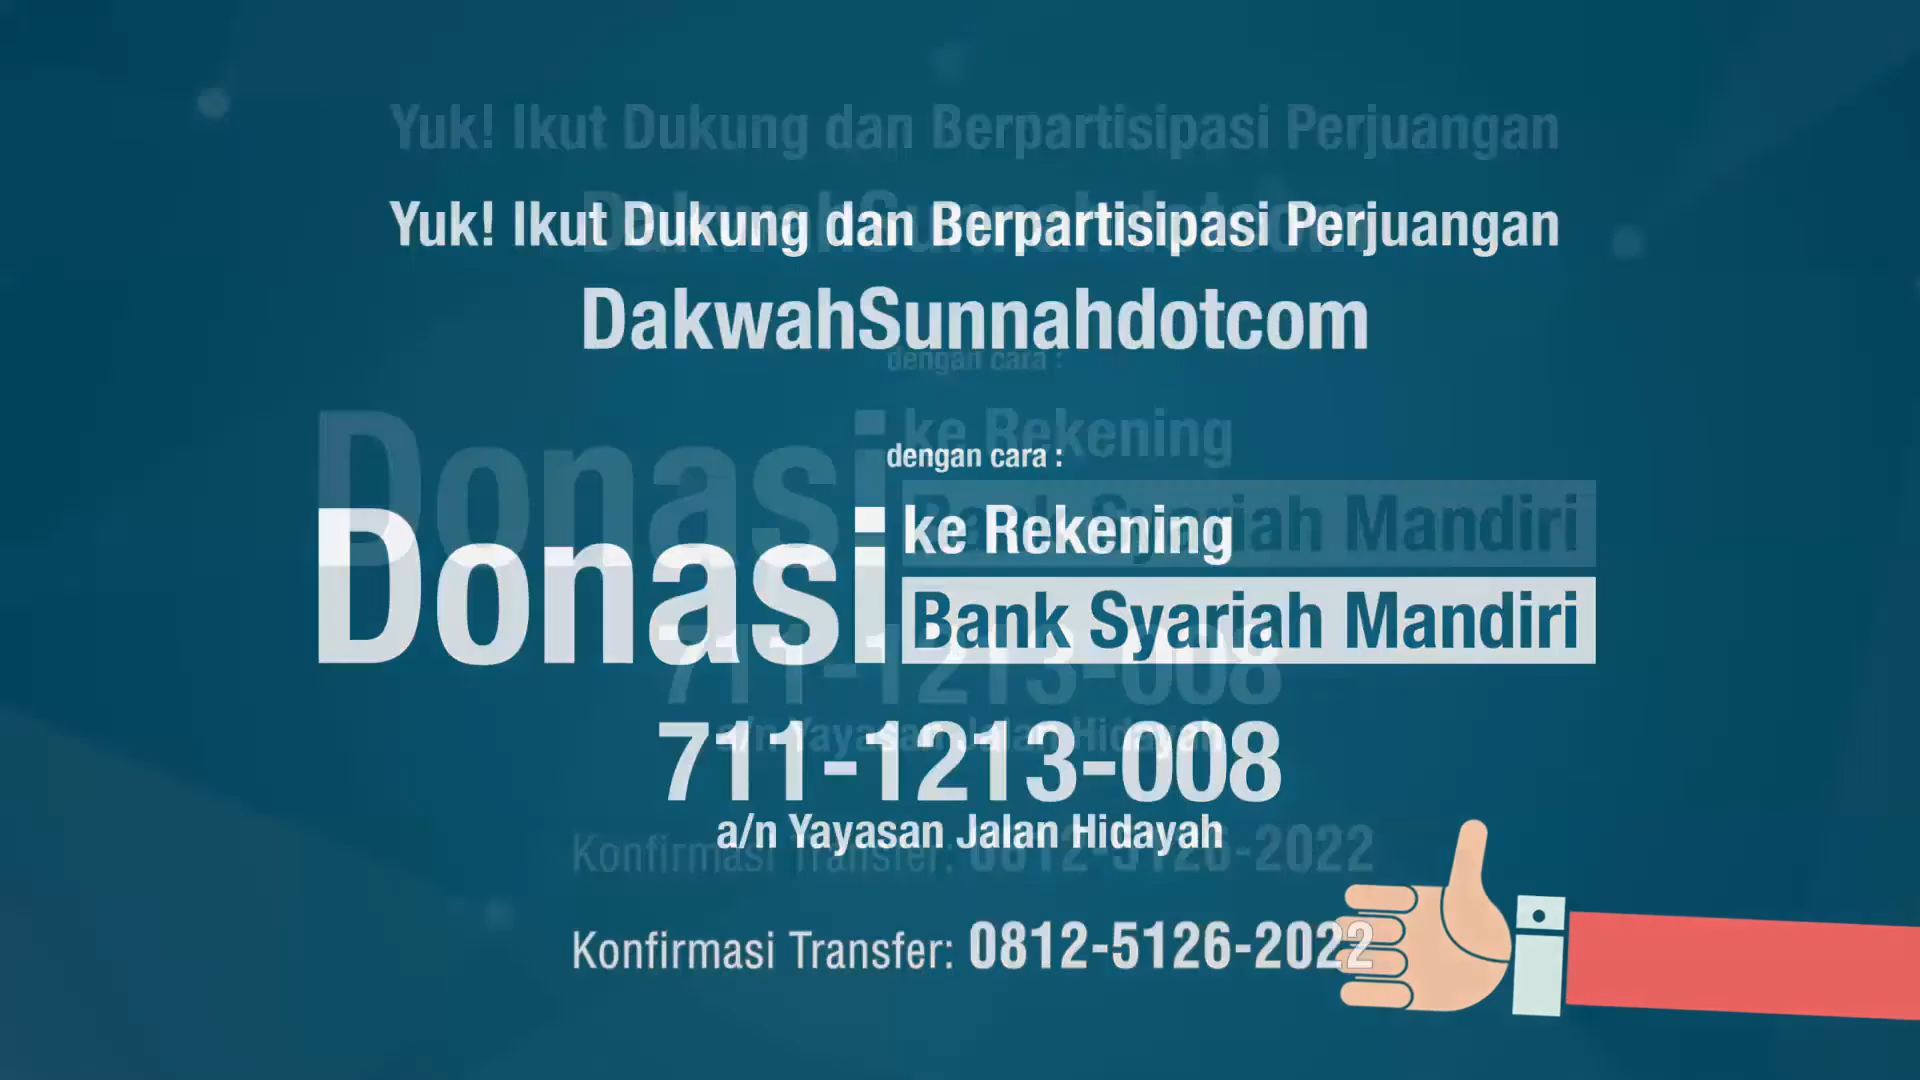 Yuk! Ikut Dukung dan Berpartisipasi Perjuangan
DakwahSunnahdotcom
dengan cara :
Donasi ke Rekening
Bank Syariah Mandiri
711-1213-008
a/n Yayasan Jalan Hidayah
Konfirmasi Transfer: 0812-5126-2022